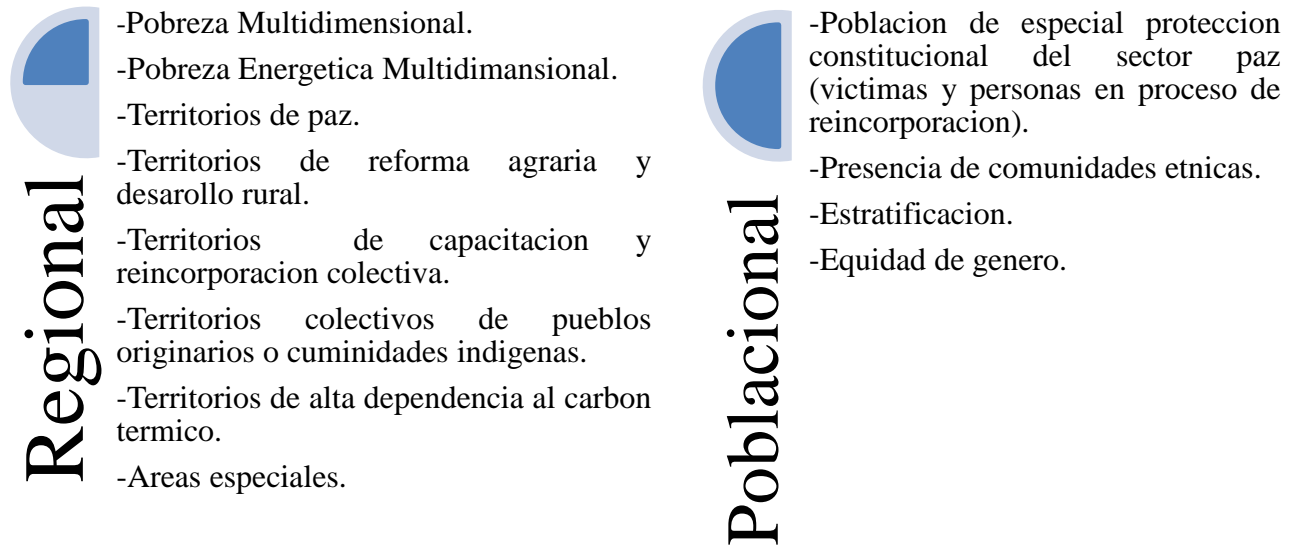 Regional
-Pobreza Multidimensional.
-Pobreza Energetica Multidimansional.
-Territorios de paz.
-Territorios de reforma agraria y
desarollo rural.
-Territorios de capacitacion y
reincorporacion colectiva.
-Territorios colectivos de pueblos
originarios o cuminidades indigenas.
-Territorios de alta dependencia al carbon
termico.
-Areas especiales.
Poblacional
-Poblacion de especial proteccion
constitucional del sector paz
(victimas y personas en proceso de
reincorporacion).
-Presencia de comunidades etnicas.
-Estratificacion.
-Equidad de genero.